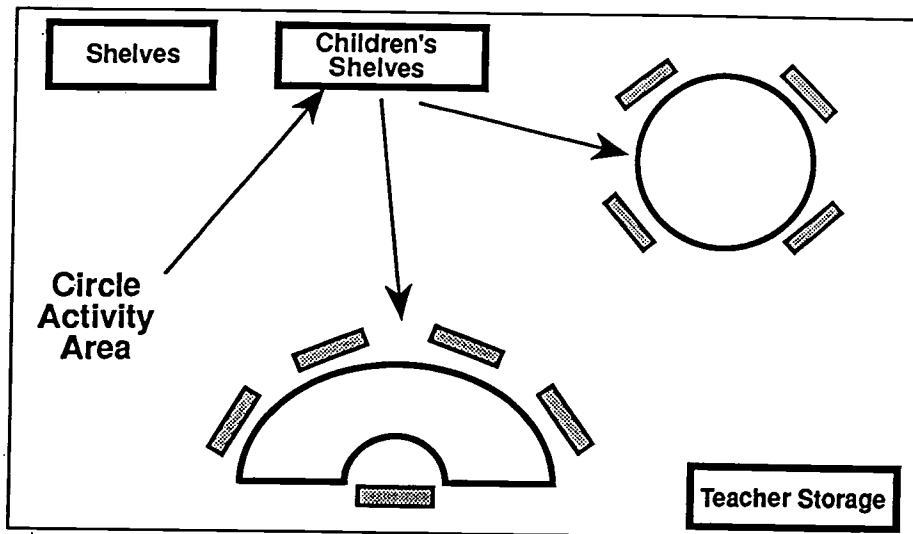 Shelves
Children's
Shelves
Circle
Activity
Area
Teacher Storage